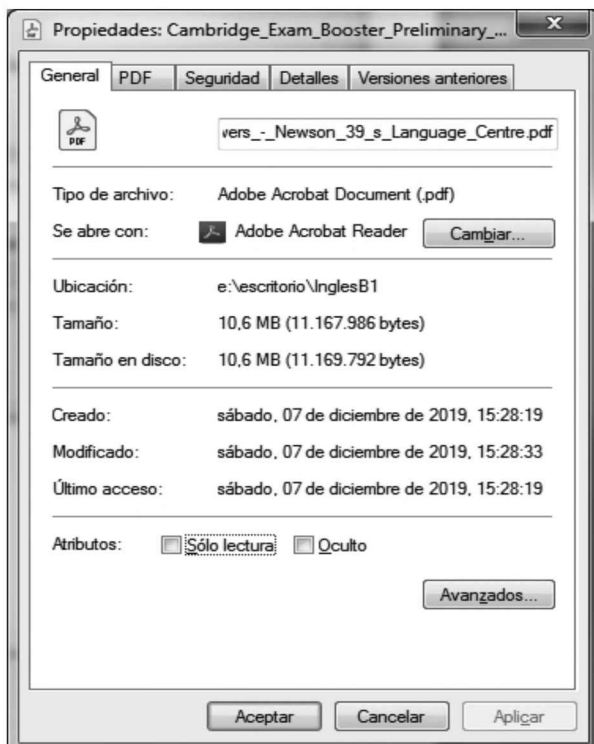 Propiedades: Cambridge_Exam_Booster_Preliminary_...
General PDF Seguridad Detalles Versiones anteriores
PDF
vers_-_Newson_39_s_Language_Centre.pdf
Tipo de archivo: Adobe Acrobat Document (.pdf)
Se abre con: Adobe Acrobat Reader Cambiar...
Ubicación: e:\escritorio\InglesB1
Tamaño: 10,6 MB (11.167.986 bytes)
Tamaño en disco: 10,6 MB (11.169.792 bytes)
Creado: sábado, 07 de diciembre de 2019, 15:28:19
Modificado: sábado, 07 de diciembre de 2019, 15:28:33
Último acceso: sábado, 07 de diciembre de 2019, 15:28:19
Atributos: Sólo lectura Oculto
Avanzados...
Aceptar Cancelar Aplicar